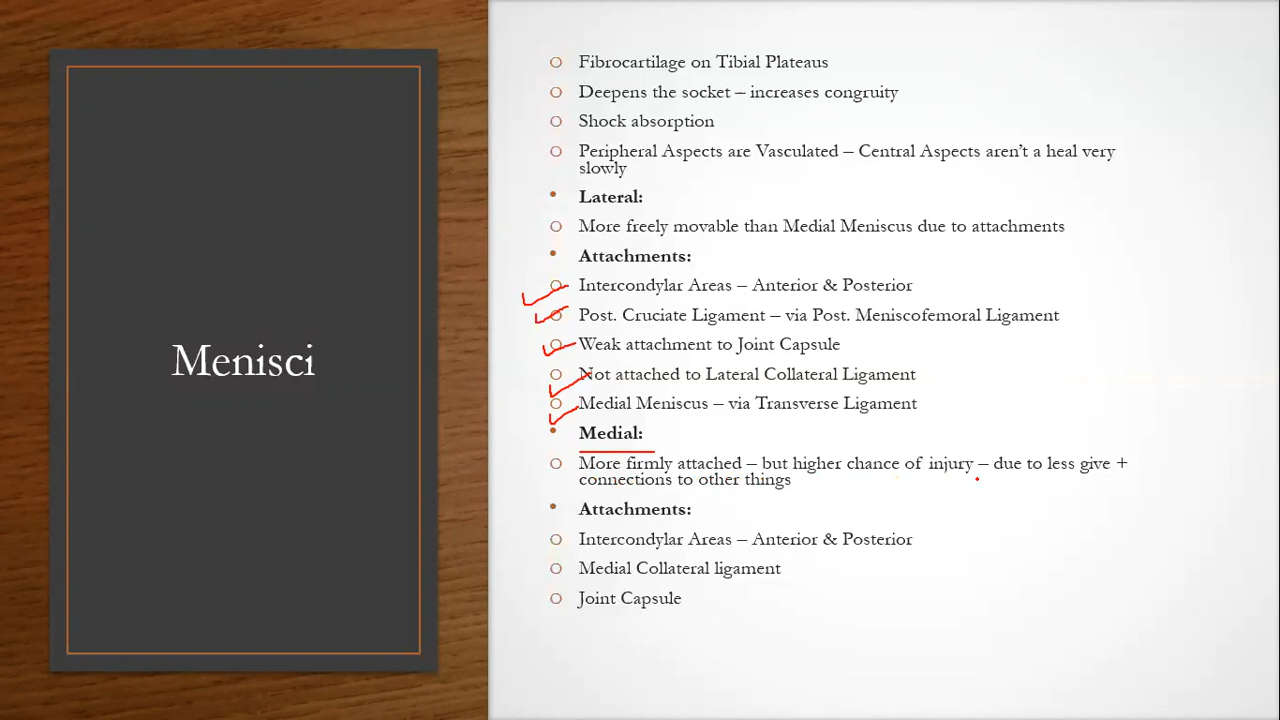 Menisci
Fibrocartilage on Tibial Plateaus
Deepens the socket – increases congruity
Shock absorption
Peripheral Aspects are Vasculated – Central Aspects aren't a heal very
slowly
Lateral:
More freely movable than Medial Meniscus due to attachments
Attachments:
Intercondylar Areas – Anterior & Posterior
Post. Cruciate Ligament – via Post. Meniscofemoral Ligament
Weak attachment to Joint Capsule
Not attached to Lateral Collateral Ligament
Medial Meniscus – via Transverse Ligament
Medial:
More firmly attached – but higher chance of injury – due to less give +
connections to other things
Attachments:
Intercondylar Areas – Anterior & Posterior
Medial Collateral ligament
Joint Capsule